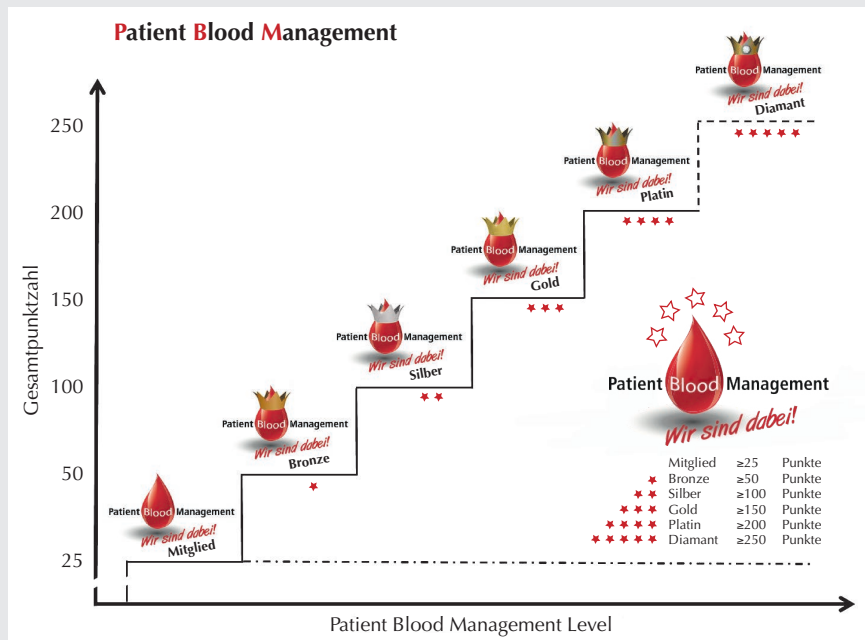 Patient Blood Management
Patient Blood Management
Wir sind dabei!
Diamant
250
Patient Blood Management
Wir sind dabei!
Platin
200
Patient Blood Management
Wir sind dabei!
Gold
150
Patient Blood Management
Wir sind dabei!
Silber
100
Patient Blood Management
Wir sind dabei!
Bronze
50
Patient Blood Management
Wir sind dabei!
Mitglied
25
Gesamtpunktzahl
Patient Blood Management
Wir sind dabei!
Mitglied ≥25 Punkte
Bronze ≥50 Punkte
Silber ≥100 Punkte
Gold ≥150 Punkte
Platin ≥200 Punkte
Diamant ≥250 Punkte
Patient Blood Management Level